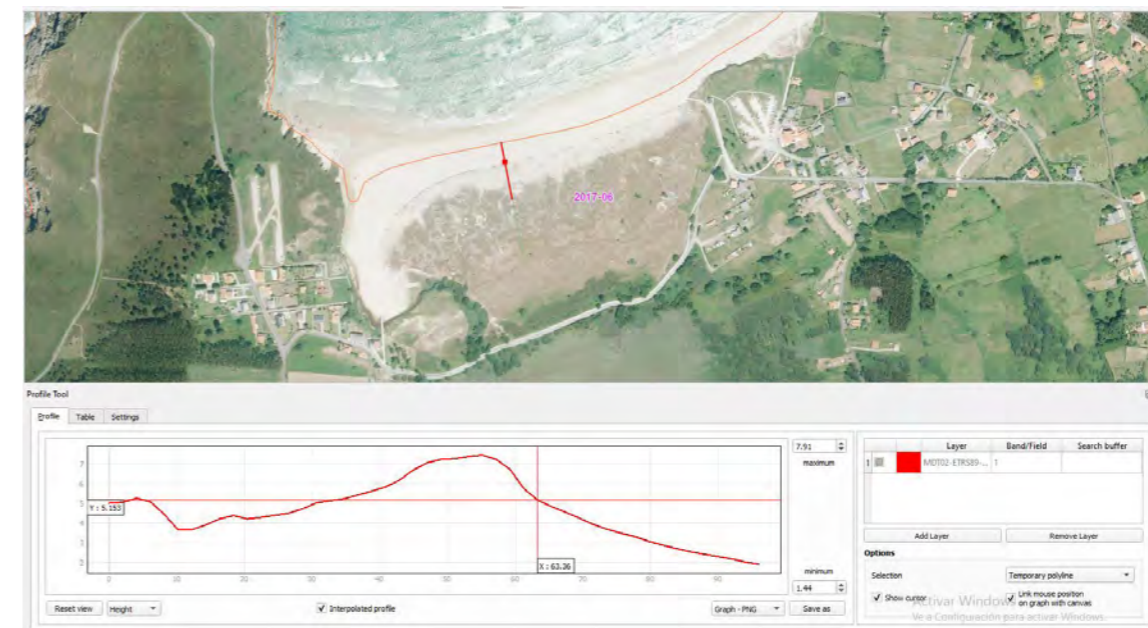 2017-06
Profile Tool
Profile Table Settings
7.91
maximum
7
6
5
4
3
2
Y : 5.153
X : 63.36
0 10 20 30 40 50 60 70 80 90
minimum
1.44
Reset view Height Interpolated profile Graph - PNG Save as
Layer Band/Field Search buffer
1 MDT02-ETRS89-... 1
Add Layer Remove Layer
Options
Selection Temporary polyline
Show cursor Link mouse position
on graph with canvas
Activar Windows
Ve a Configuración para activar Windows.